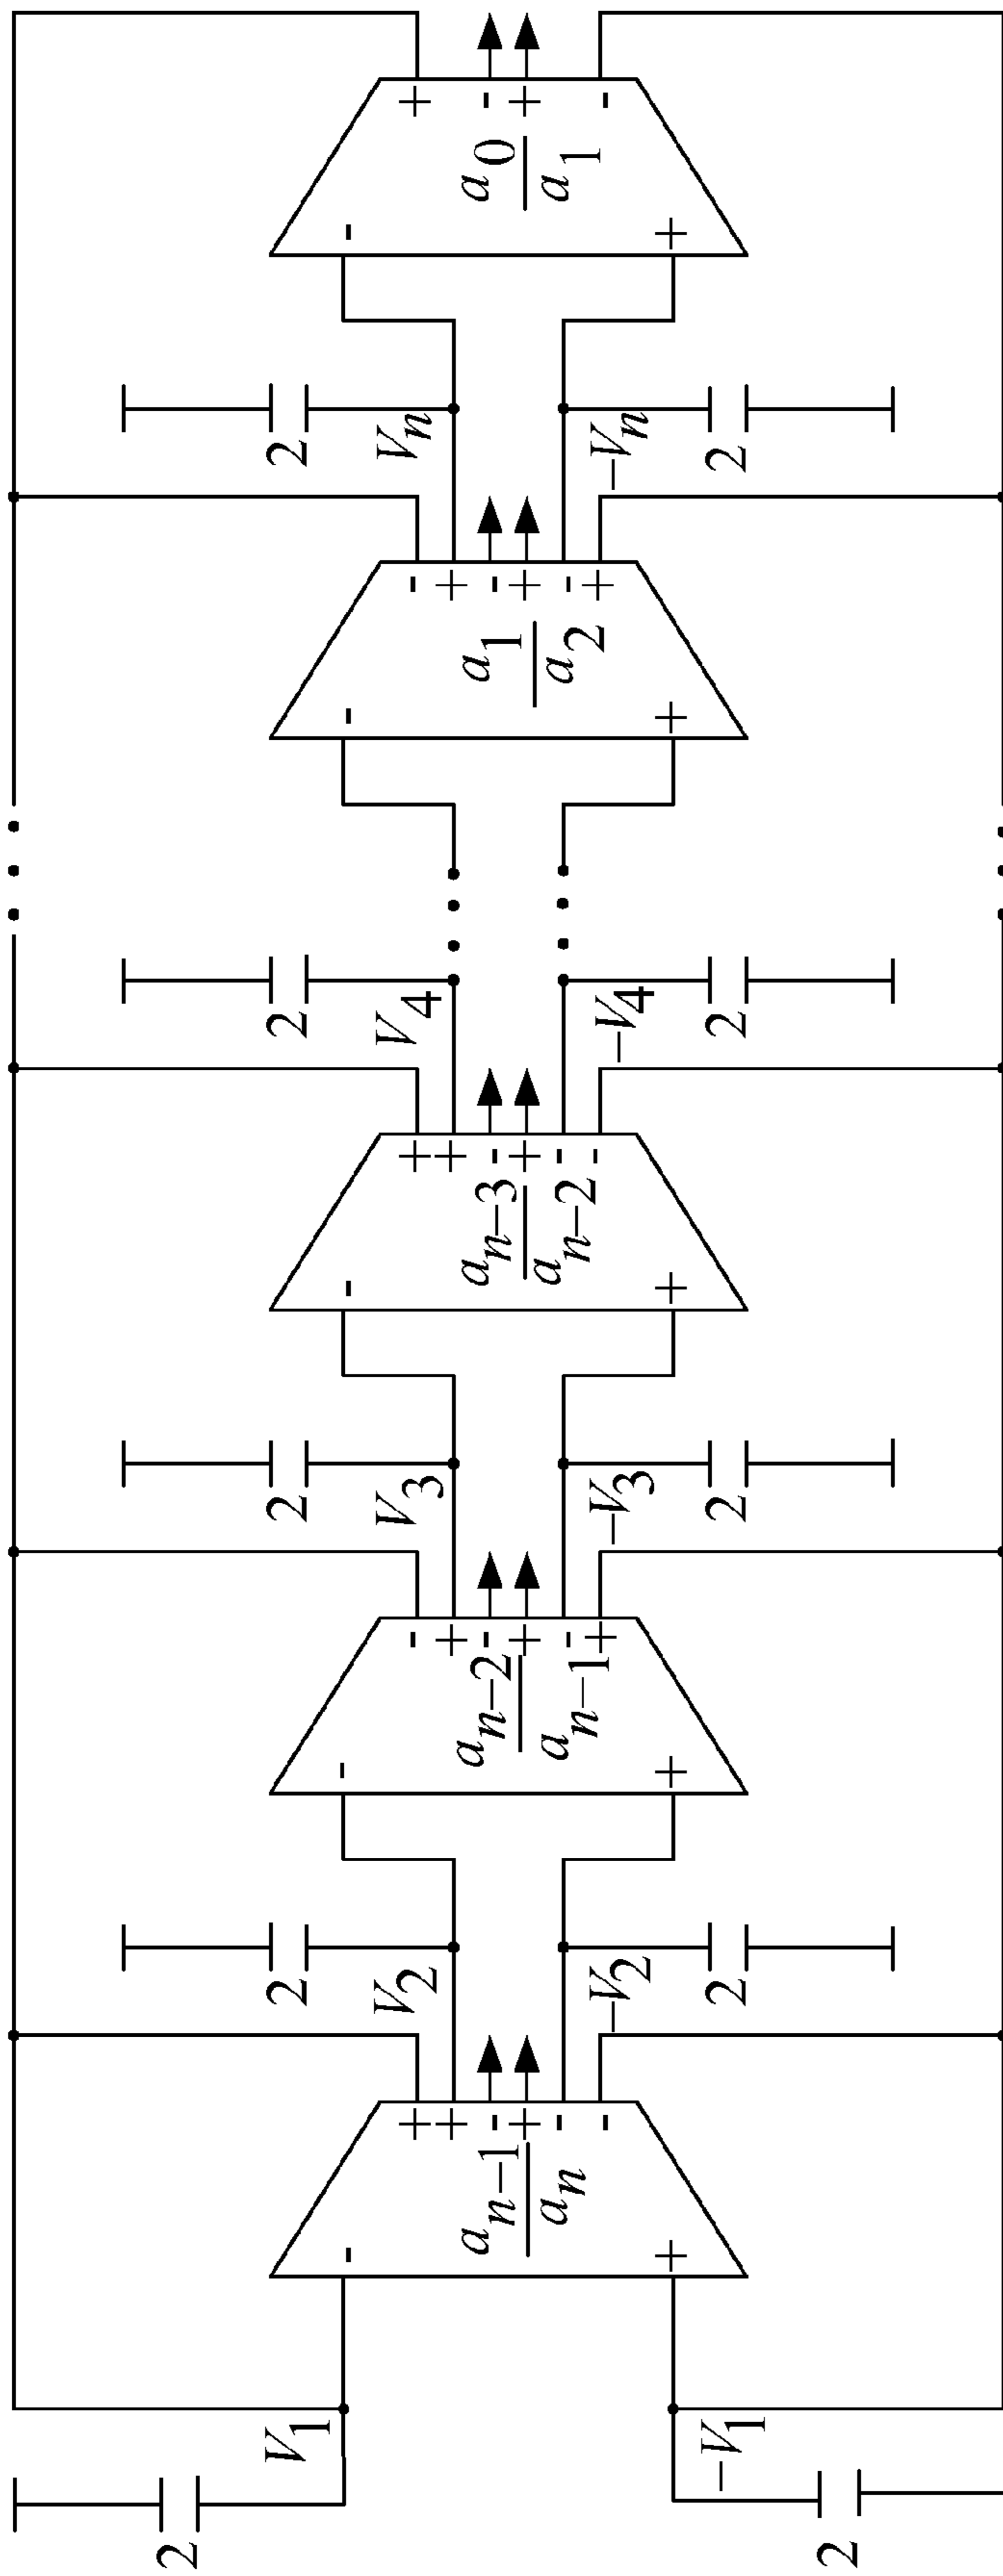 2
V1
−V1
2
-
+
an−1
an
+
+
-
+
-
-
2
V2
−V2
2
-
+
an−2
an−1
-
+
-
+
-
+
2
V3
−V3
2
-
+
an−3
an−2
+
+
-
+
-
-
2
V4
−V4
2
-
+
a1
a2
-
+
-
+
-
+
2
Vn
−Vn
2
-
+
a0
a1
+
-
+
-